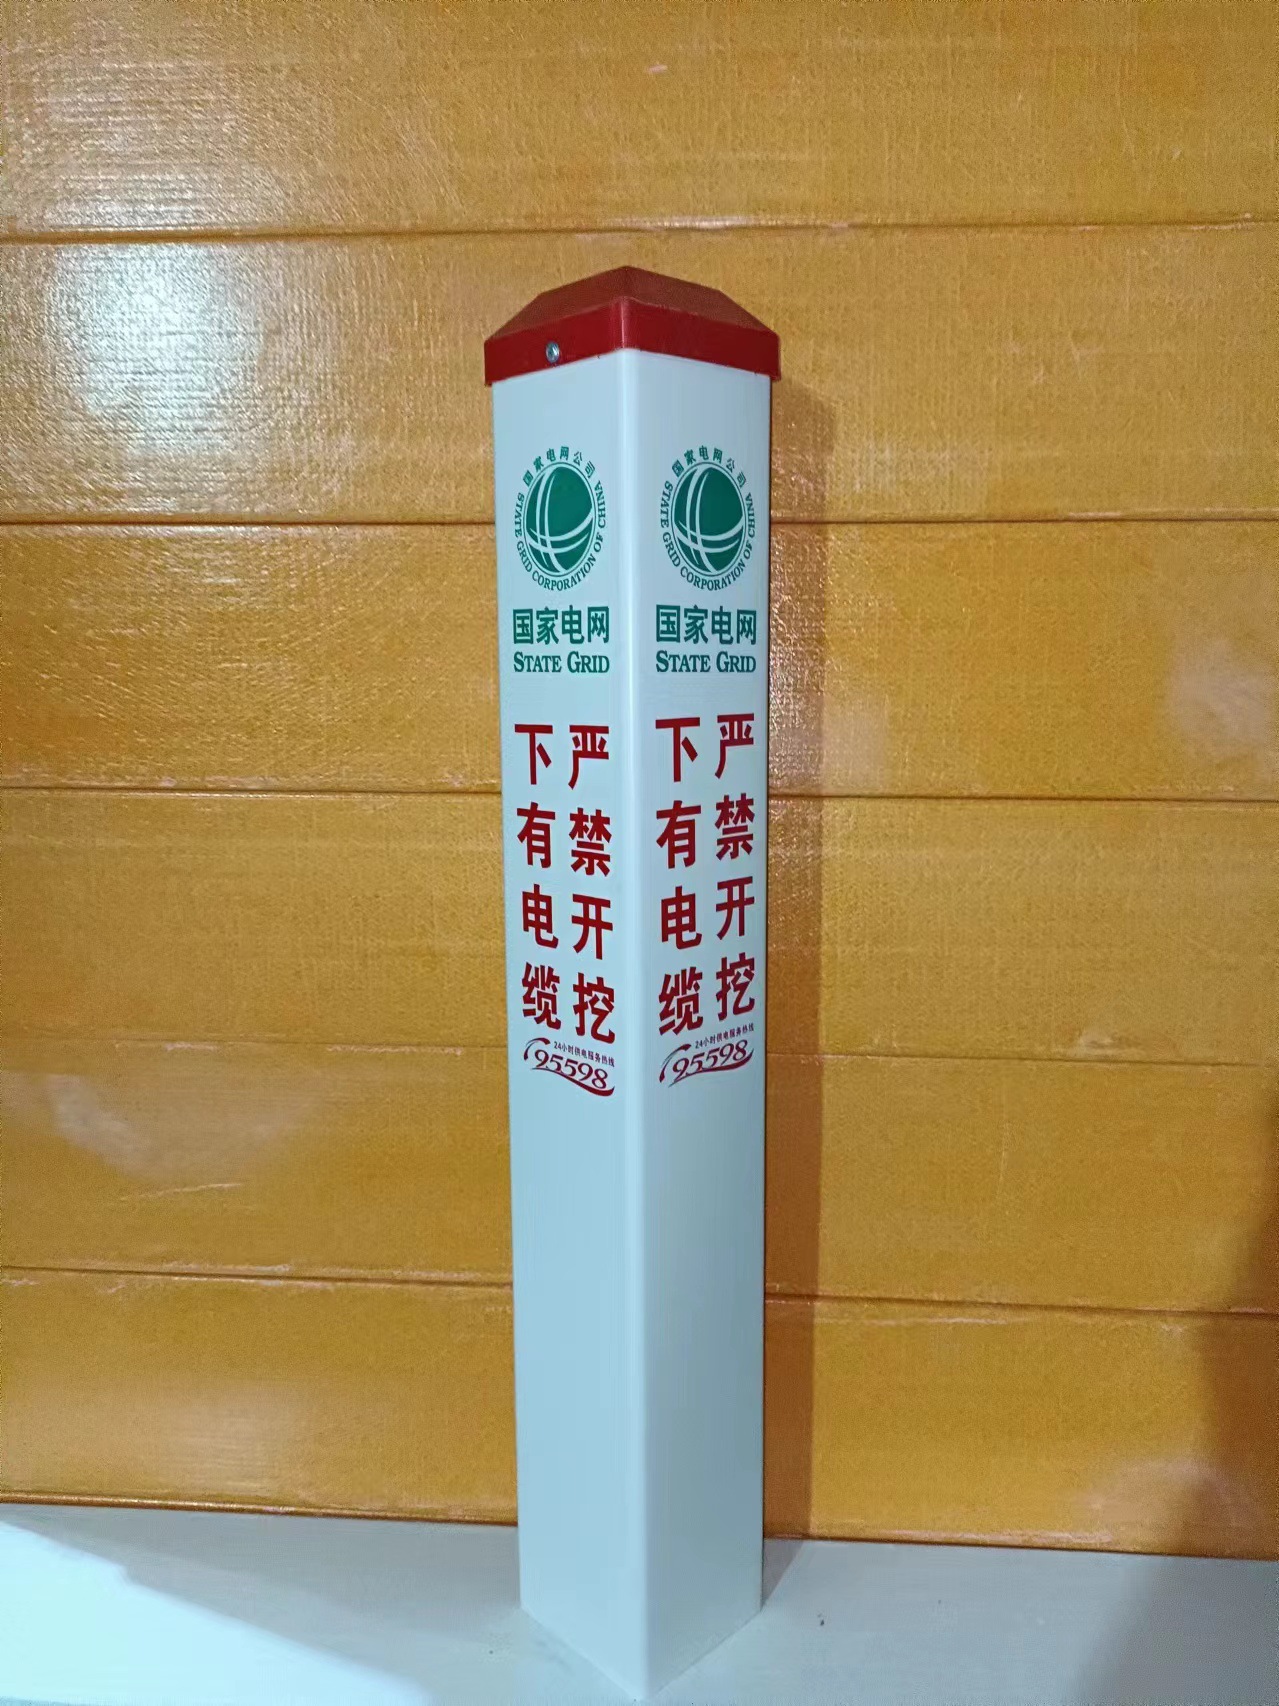 国家电网公司
STATE GRID CORPORATION OF CHINA
国家电网
STATE GRID
下有电缆
严禁开挖
24小时供电服务热线
95598
国家电网公司
STATE GRID CORPORATION OF CHINA
国家电网
STATE GRID
下有电缆
严禁开挖
24小时供电服务热线
95598